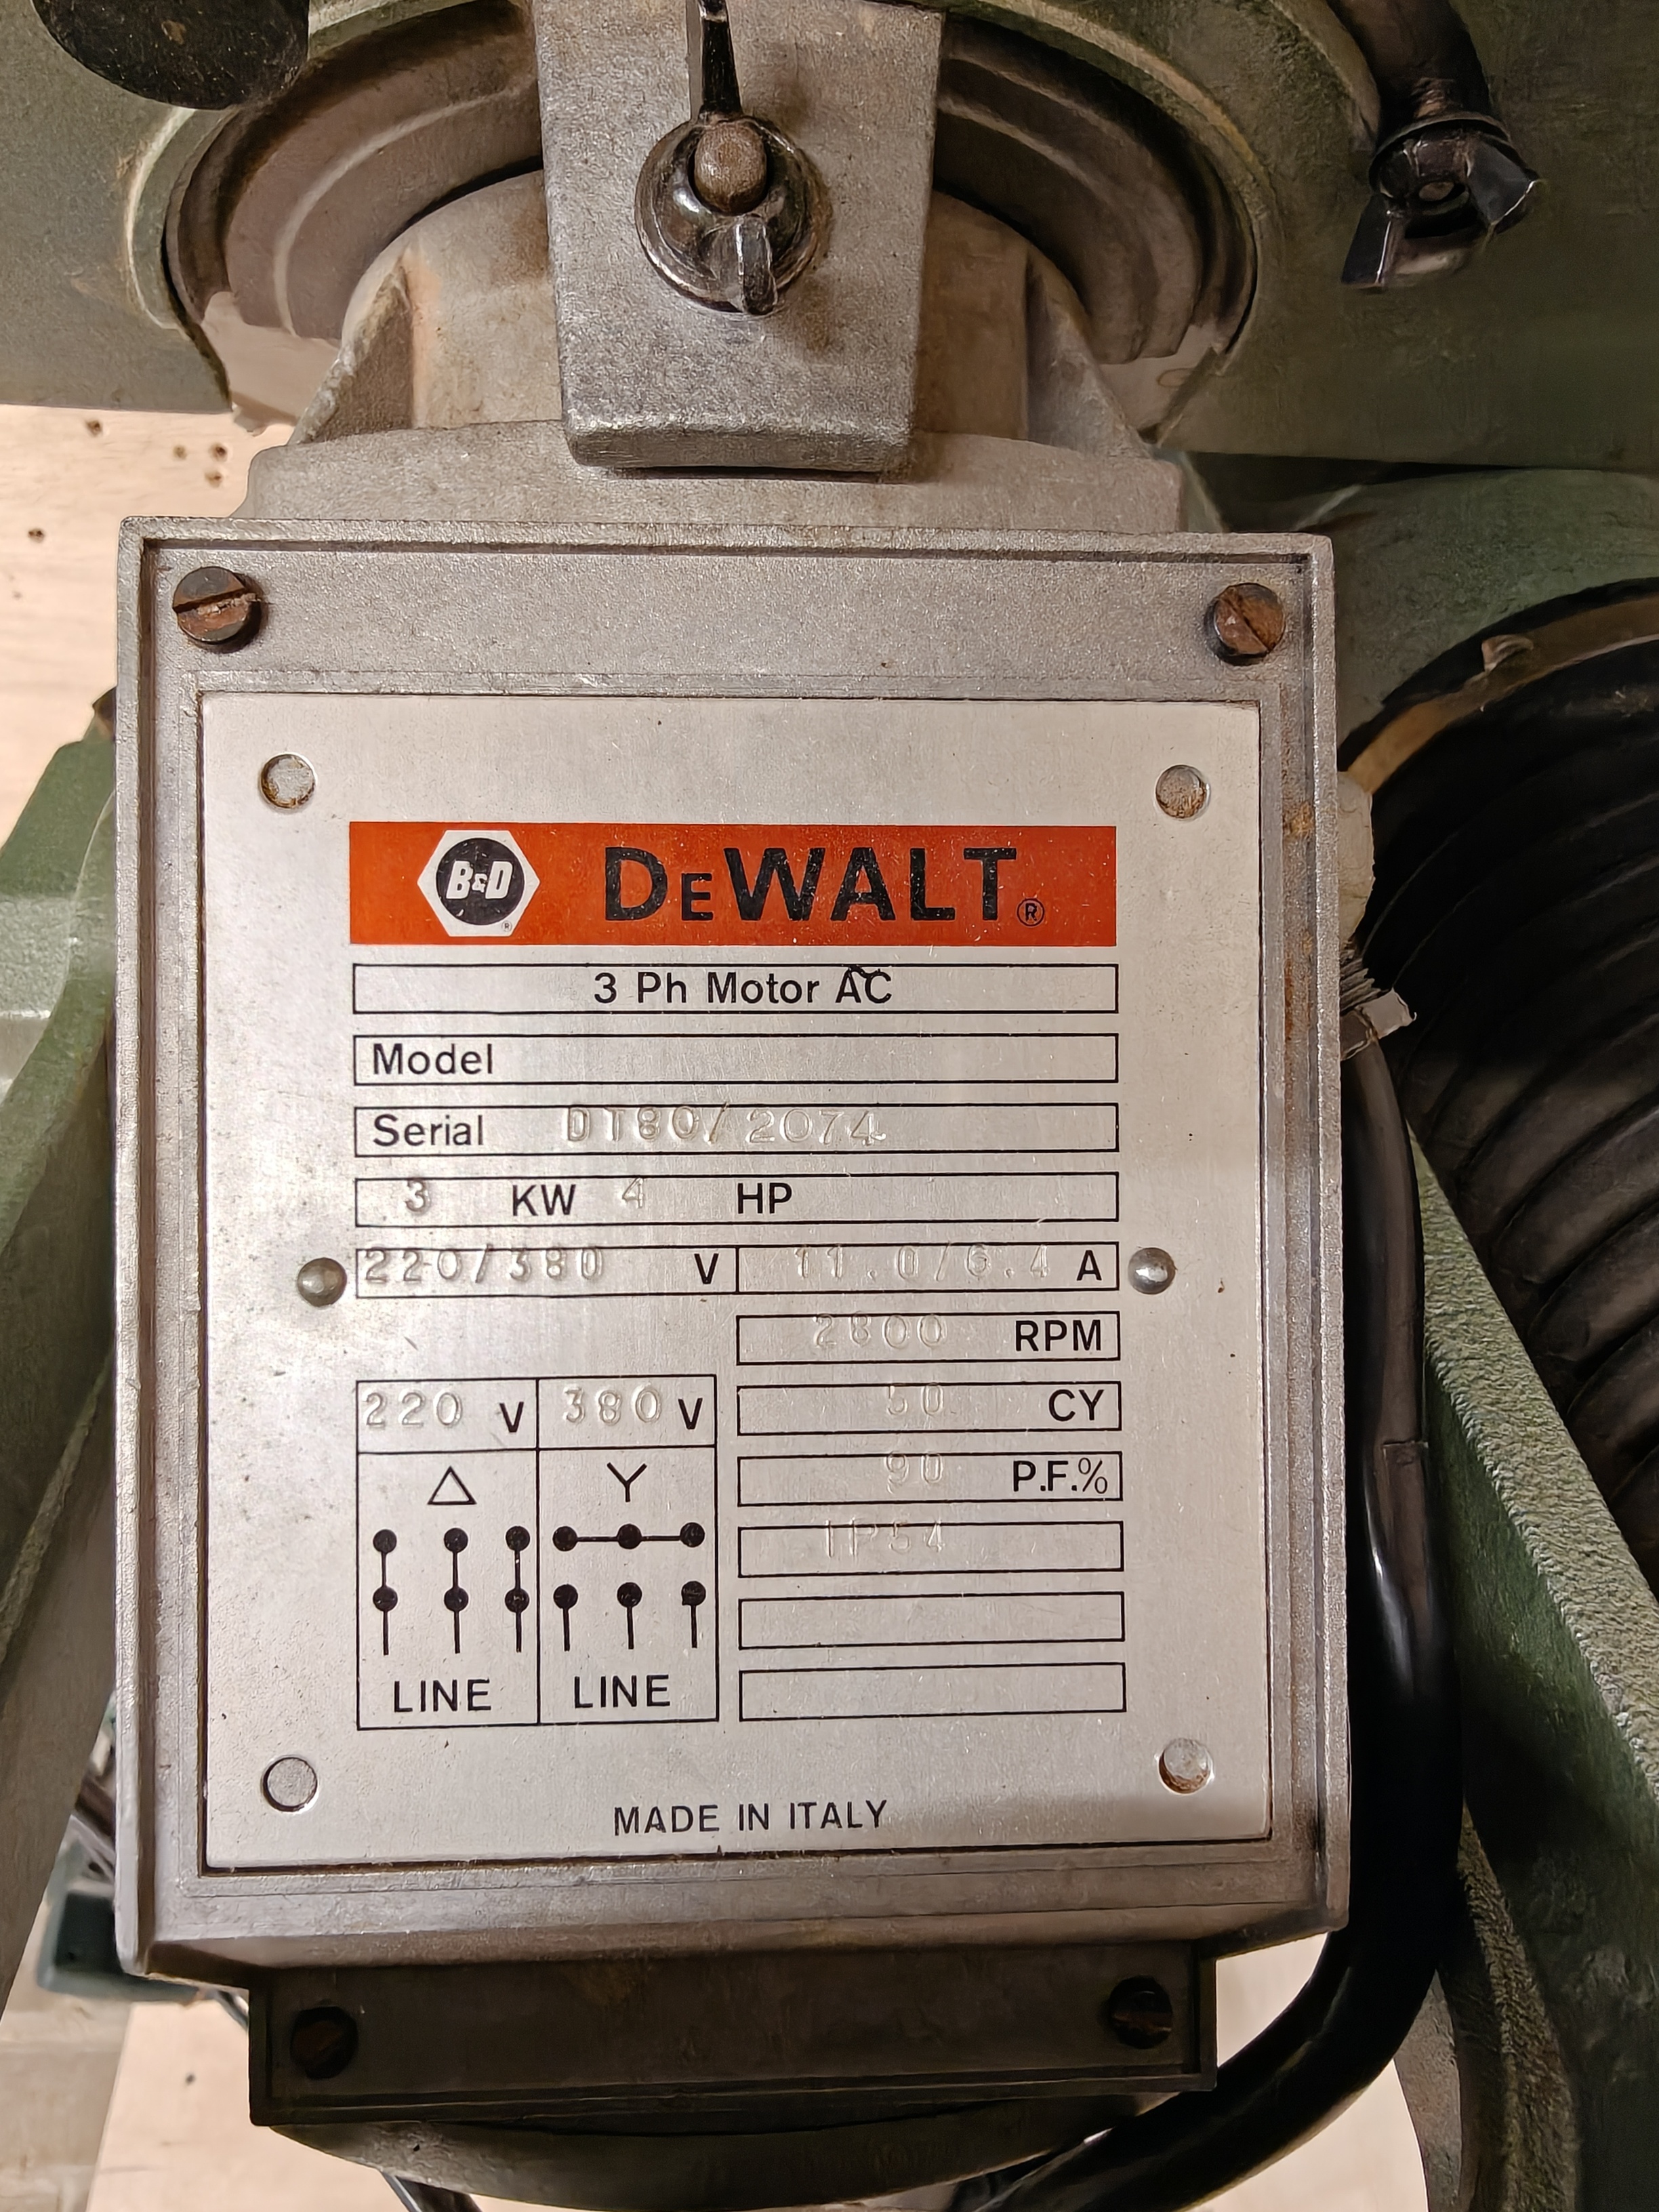 B&D ® DeWALT ®
3 Ph Motor AC
Model
Serial DT80/2074
3 KW 4 HP
220/380 V 11.0/6.4 A
2800 RPM
220 V 380 V 50 CY
90 P.F.%
Δ Y
IP54
LINE LINE
MADE IN ITALY